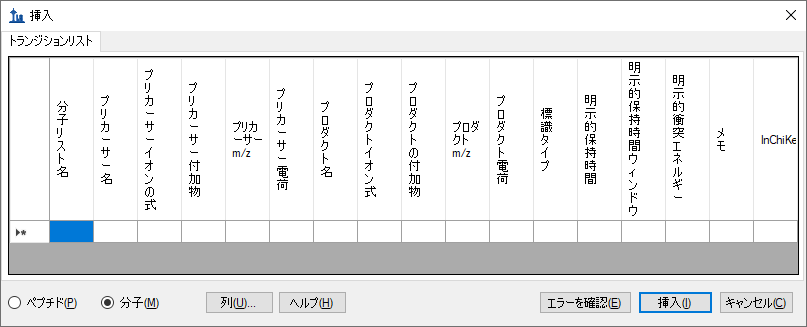 挿入
トランジションリスト
分子リスト名
プリカーサー名
プリカーサーイオンの式
プリカーサー付加物
プリカーサー
m/z
プリカーサー電荷
プロダクト名
プロダクトイオン式
プロダクトの付加物
プロダクト
m/z
プロダクト電荷
標識タイプ
明示的保持時間
明示的保持時間ウィンドウ
明示的衝突エネルギー
メモ
InChiKe
ペプチド(P)
分子(M)
列(U)...
ヘルプ(H)
エラーを確認(E)
挿入(I)
キャンセル(C)